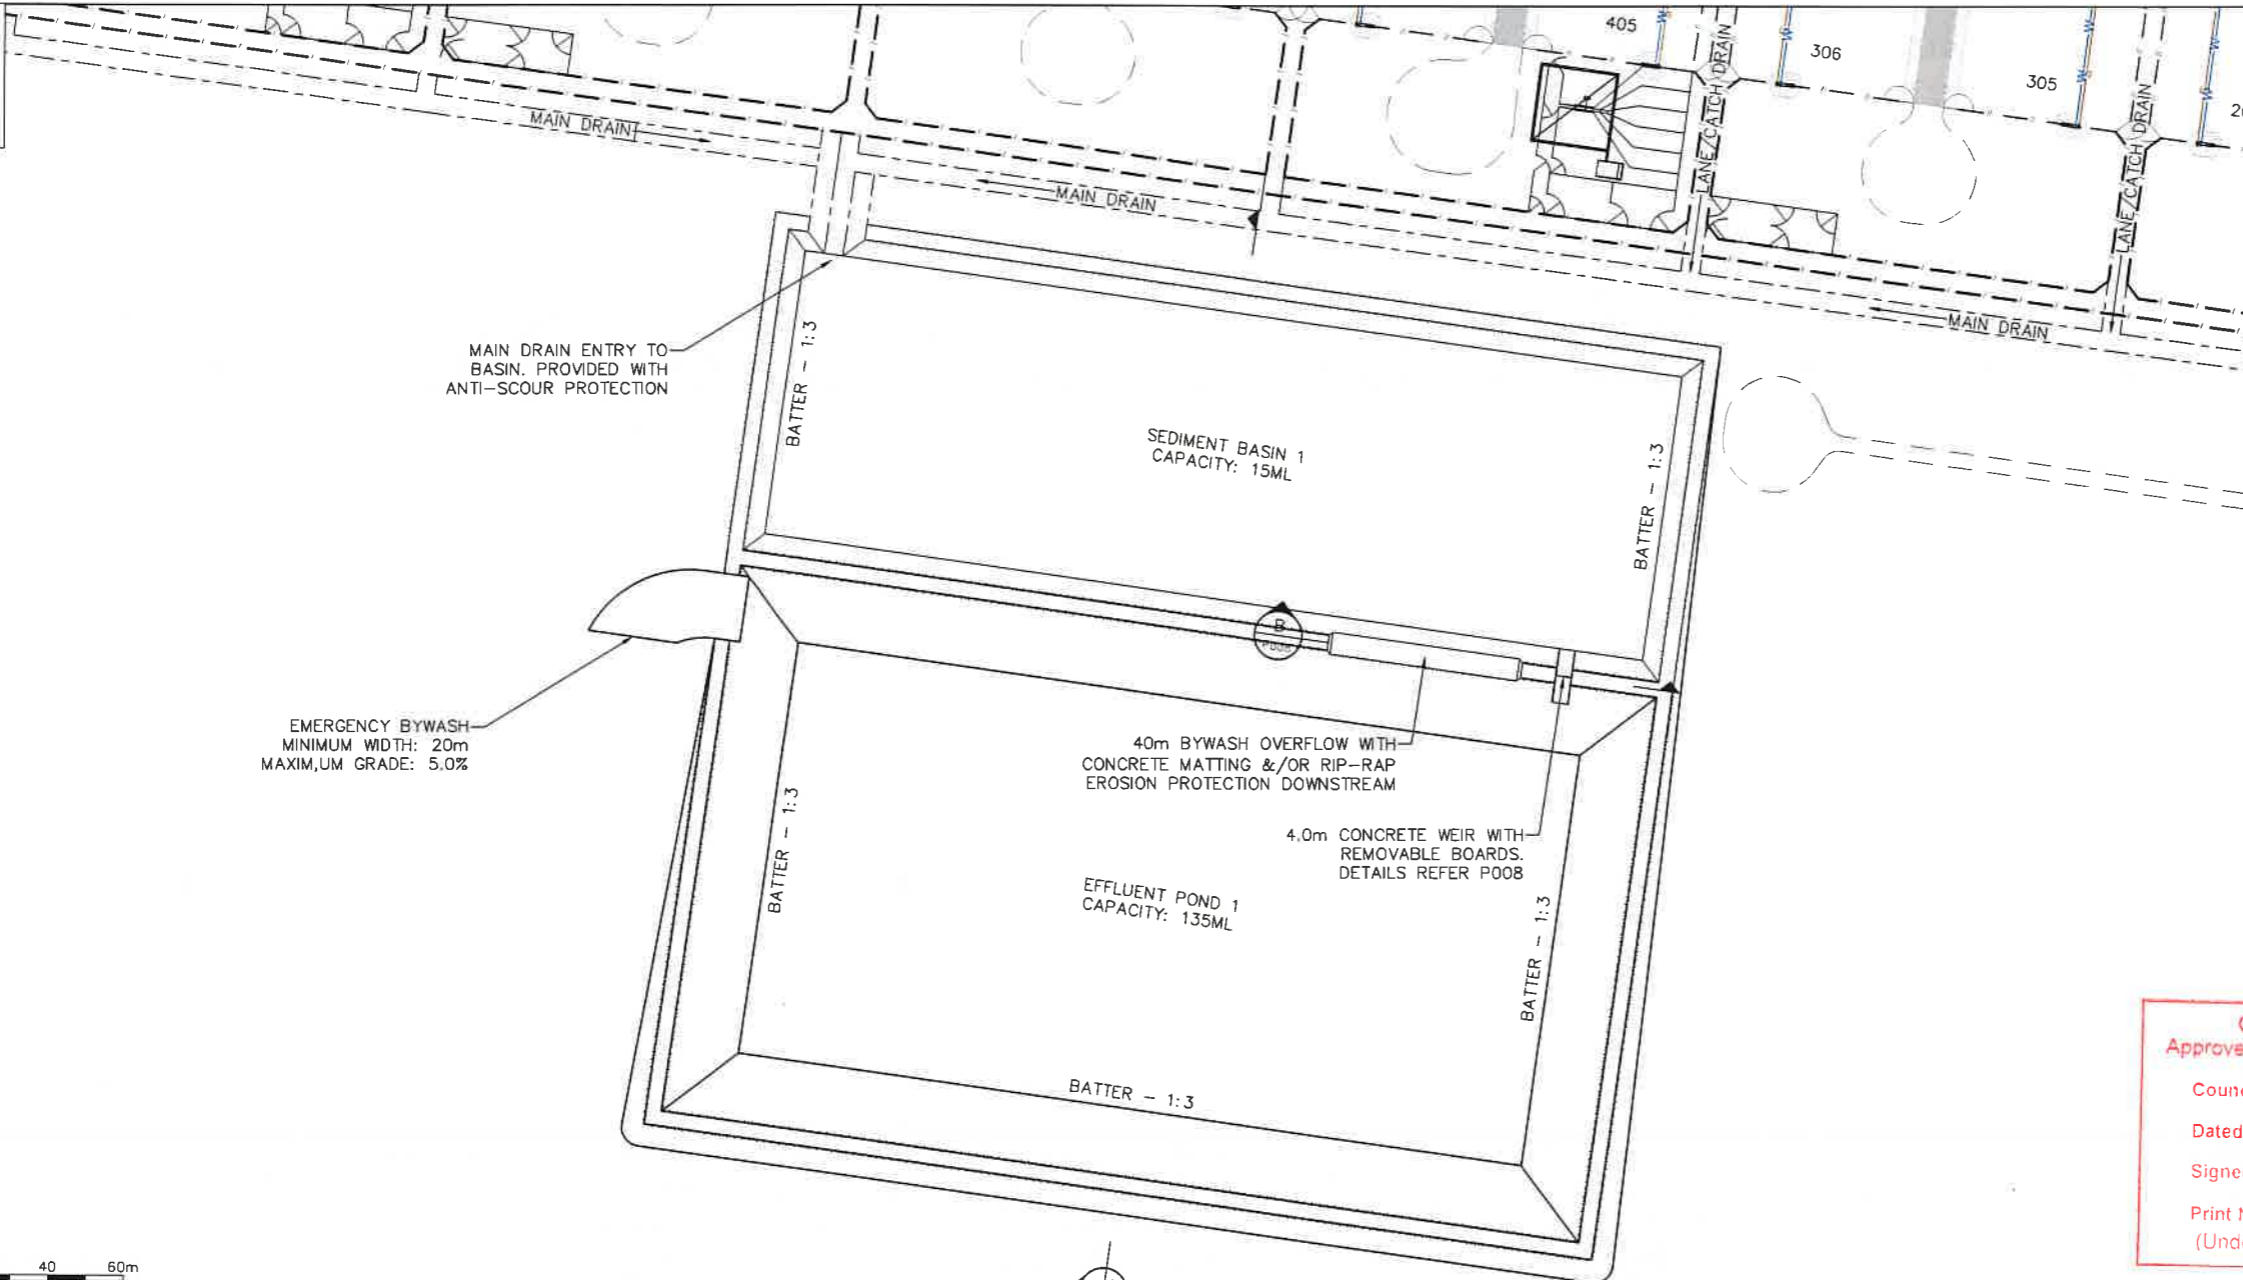 405
306
305
W
W
W
W
W
LANE/CATCH DRAIN
LANE/CATCH DRAIN
MAIN DRAIN
MAIN DRAIN
MAIN DRAIN
MAIN DRAIN ENTRY TO
BASIN. PROVIDED WITH
ANTI-SCOUR PROTECTION
BATTER - 1:3
SEDIMENT BASIN 1
CAPACITY: 15ML
BATTER - 1:3
B
P008
EMERGENCY BYWASH
MINIMUM WIDTH: 20m
MAXIM,UM GRADE: 5.0%
40m BYWASH OVERFLOW WITH
CONCRETE MATTING &/OR RIP-RAP
EROSION PROTECTION DOWNSTREAM
4.0m CONCRETE WEIR WITH
REMOVABLE BOARDS.
DETAILS REFER P008
BATTER - 1:3
EFFLUENT POND 1
CAPACITY: 135ML
BATTER - 1:3
BATTER - 1:3
Approve
Counc
Dated
Signe
Print N
(Und
40 60m